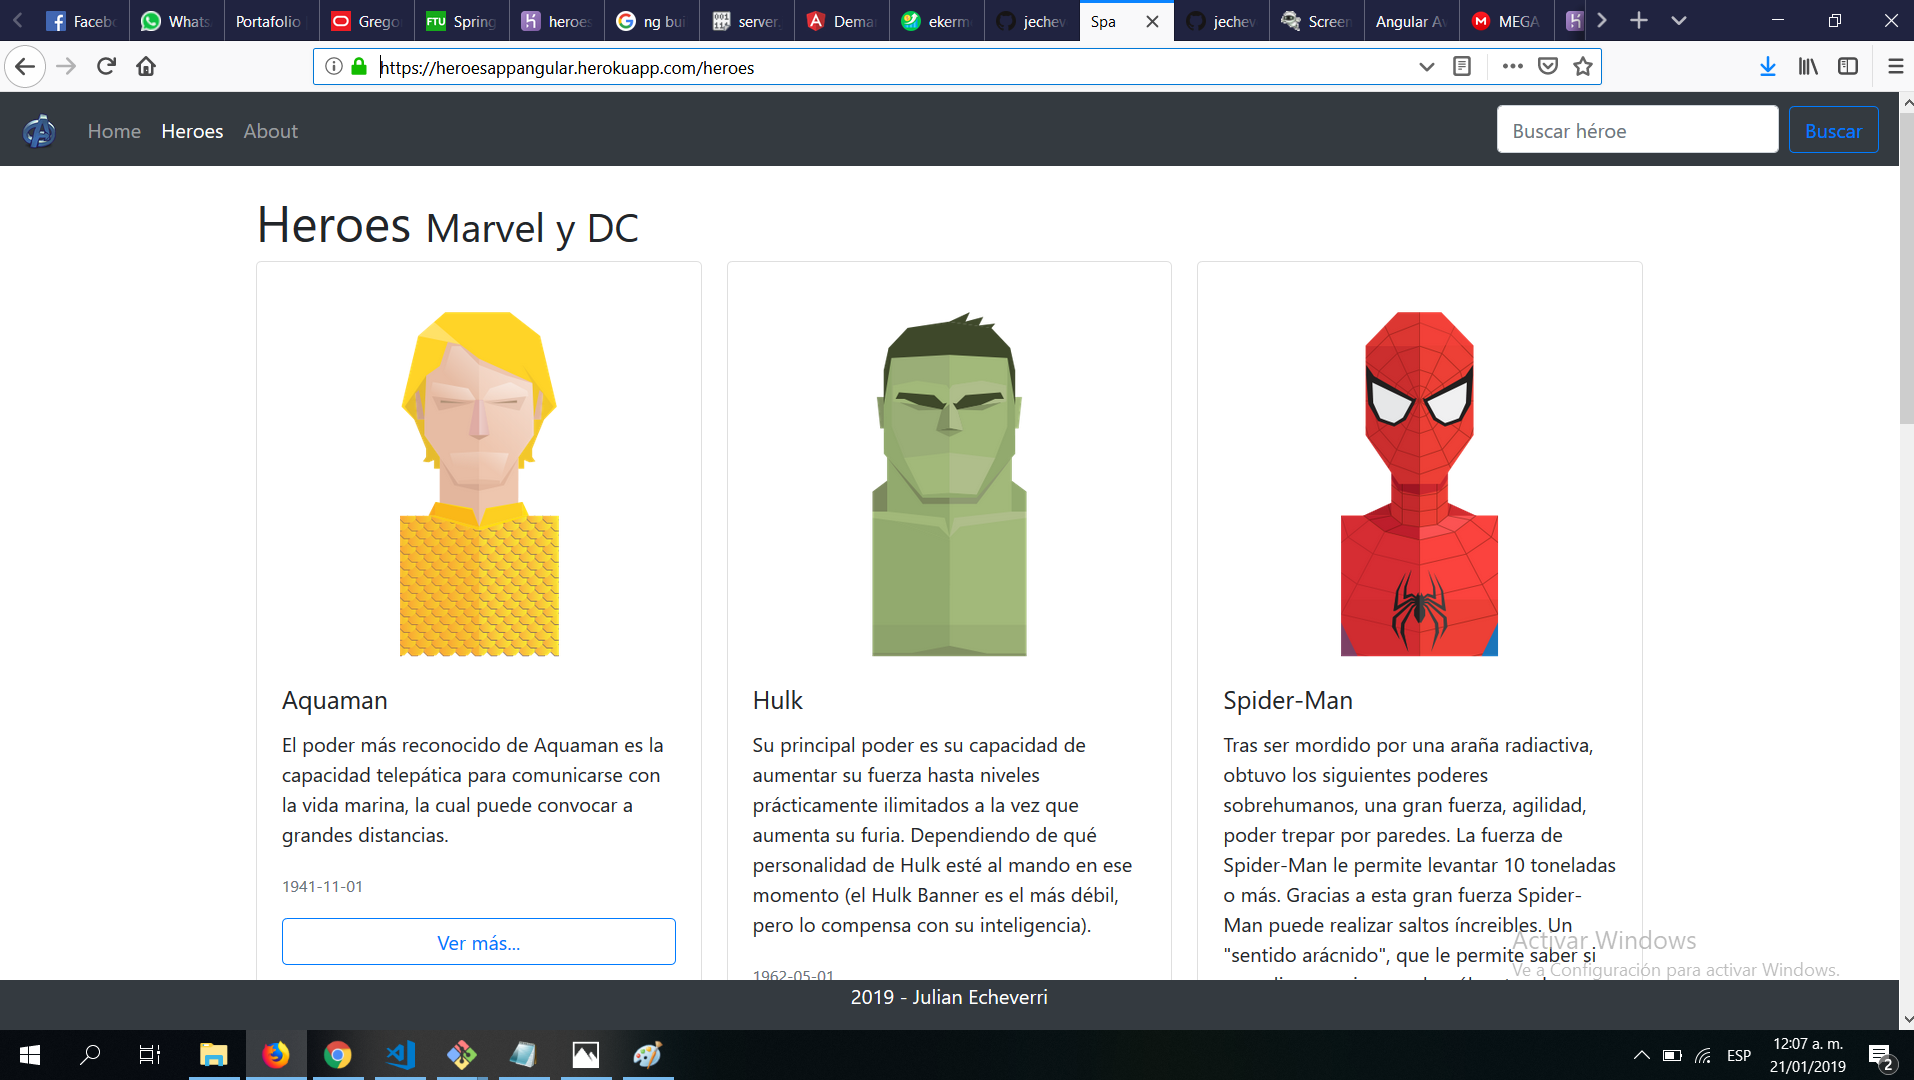 Faceb
Whats
Portafolio
Grego
FTU Spring
heroes
ng bui
server.
Demar
ekerm
jechev
Spa
jechev
Screen
Angular Av
MEGA
https://heroesappangular.herokuapp.com/heroes
Home Heroes About
Buscar héroe
Buscar
Heroes Marvel y DC
Aquaman
El poder más reconocido de Aquaman es la
capacidad telepática para comunicarse con
la vida marina, la cual puede convocar a
grandes distancias.
1941-11-01
Ver más...
Hulk
Su principal poder es su capacidad de
aumentar su fuerza hasta niveles
prácticamente ilimitados a la vez que
aumenta su furia. Dependiendo de qué
personalidad de Hulk esté al mando en ese
momento (el Hulk Banner es el más débil,
pero lo compensa con su inteligencia).
1962-05-01
Spider-Man
Tras ser mordido por una araña radiactiva,
obtuvo los siguientes poderes
sobrehumanos, una gran fuerza, agilidad,
poder trepar por paredes. La fuerza de
Spider-Man le permite levantar 10 toneladas
o más. Gracias a esta gran fuerza Spider-
Man puede realizar saltos íncreibles. Un
"sentido arácnido", que le permite saber si
Activar Windows
Ve a Configuración para activar Windows.
2019 - Julian Echeverri
ESP
12:07 a. m.
21/01/2019
2